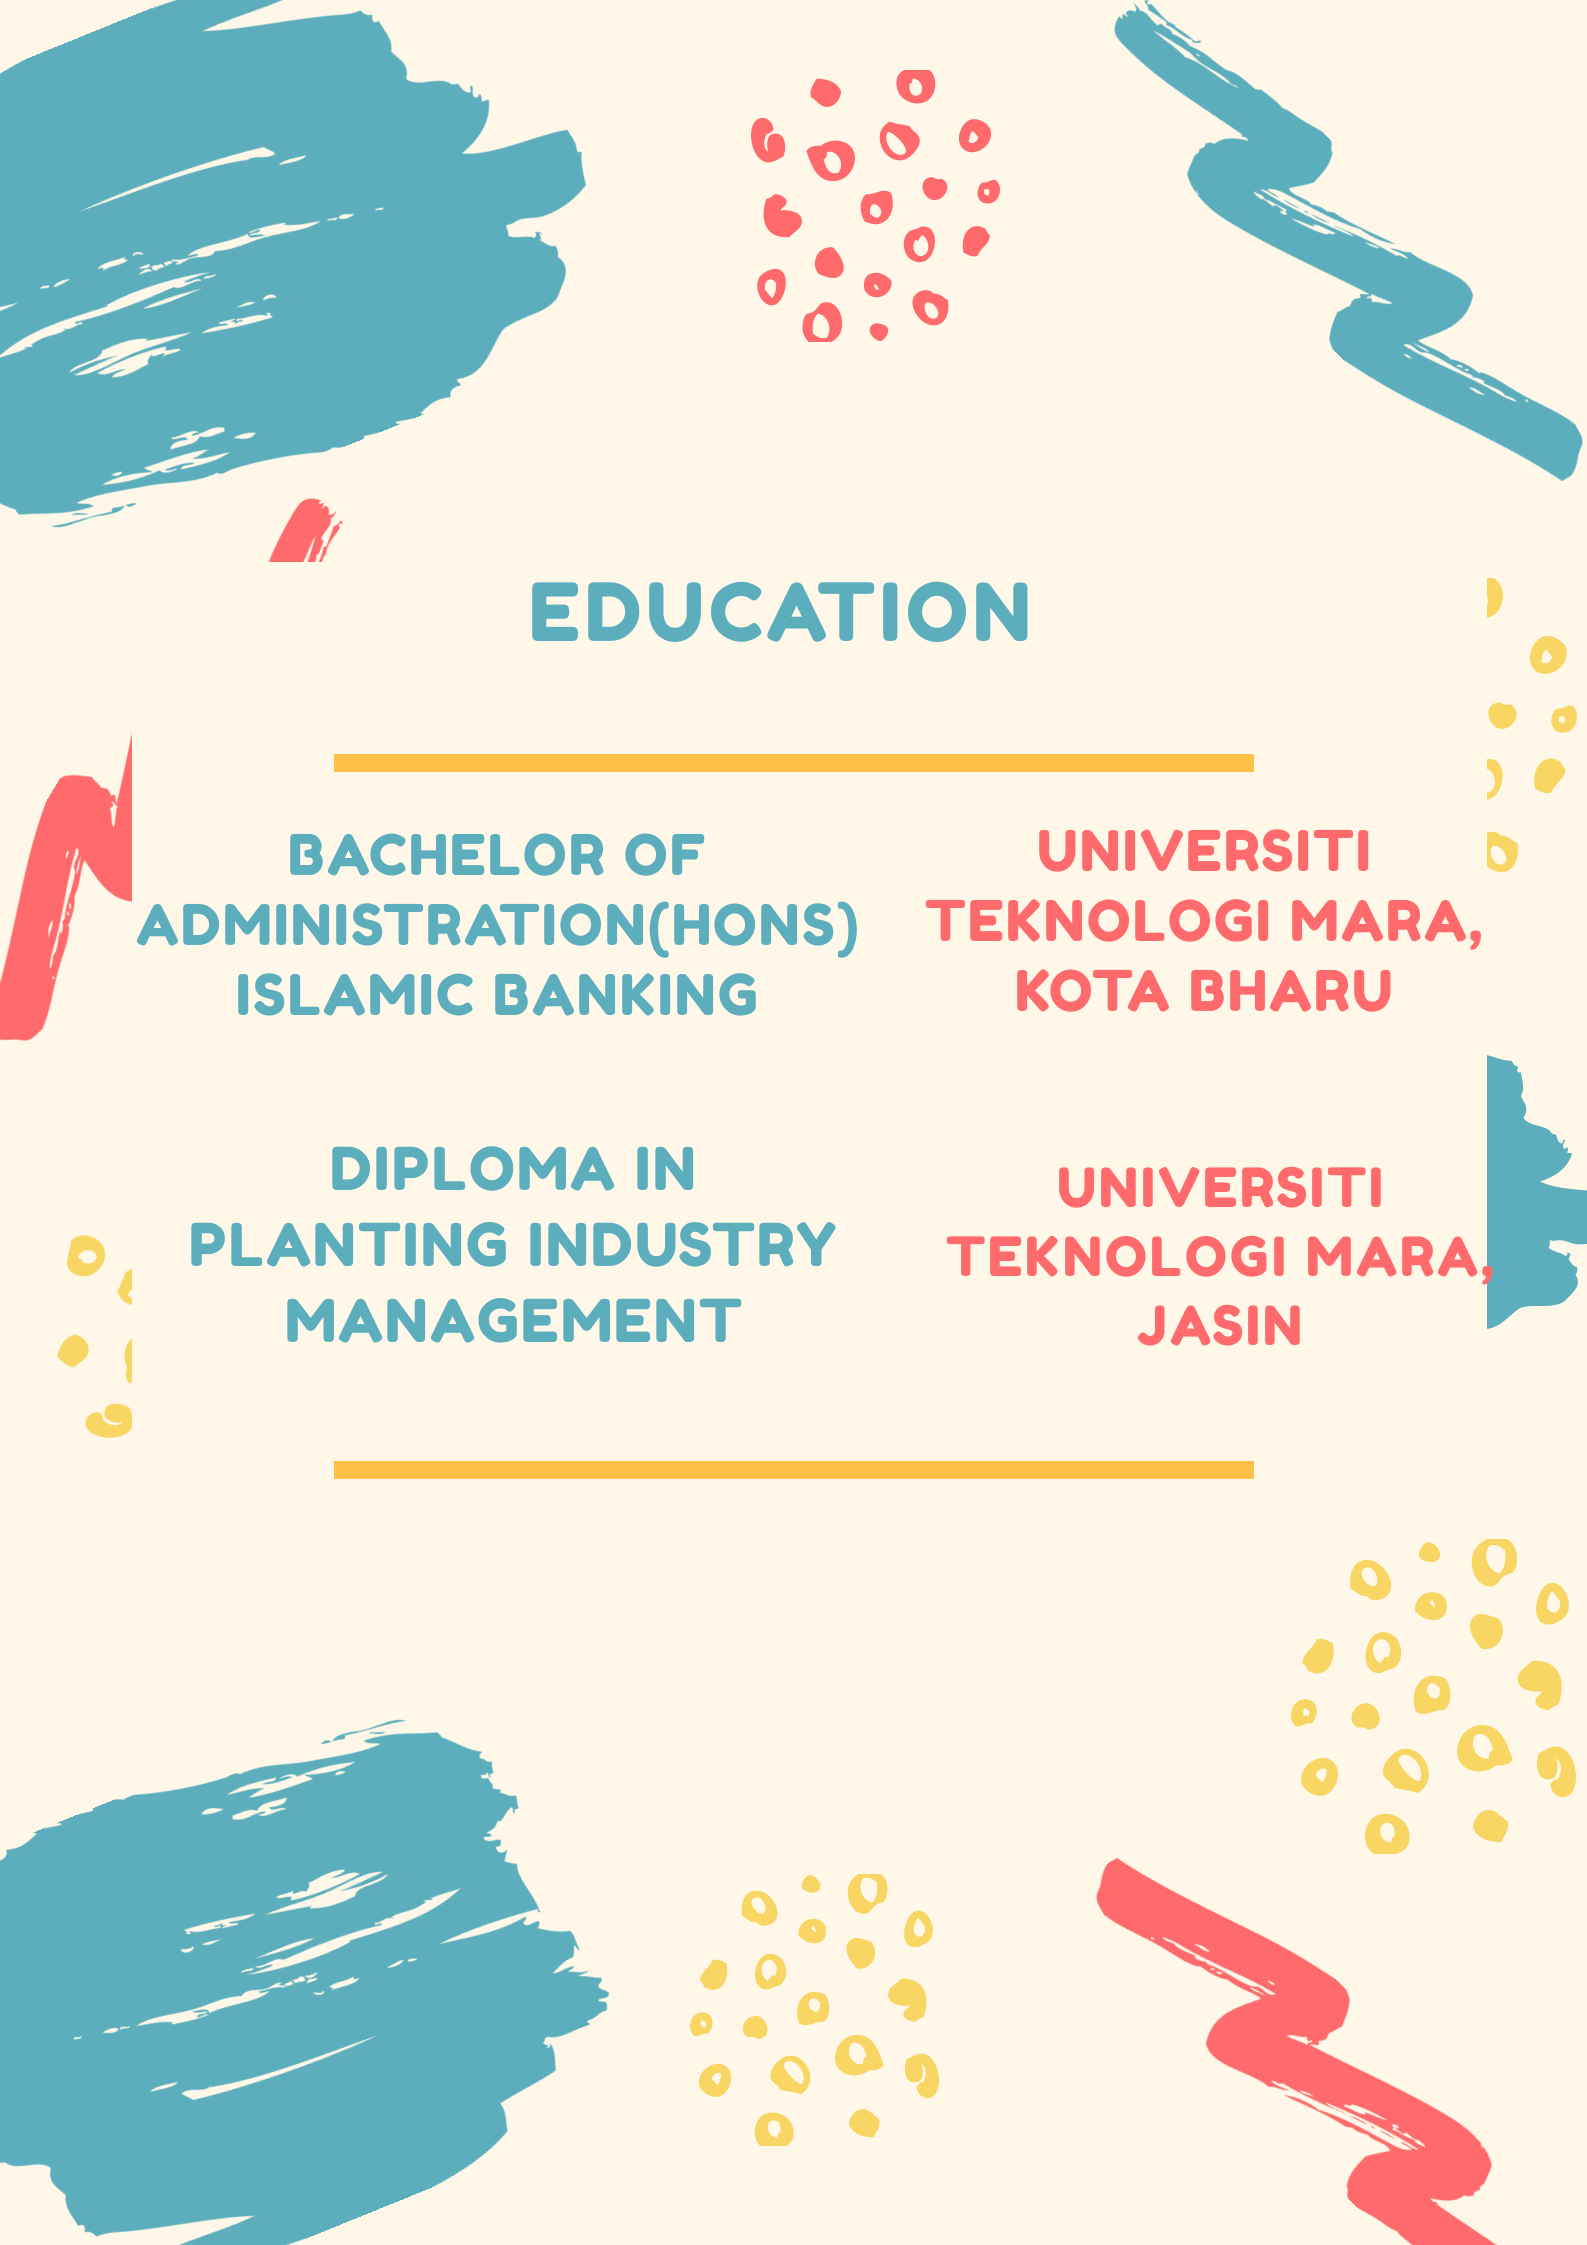 EDUCATION
BACHELOR OF
ADMINISTRATION(HONS)
ISLAMIC BANKING
UNIVERSITI
TEKNOLOGI MARA,
KOTA BHARU
DIPLOMA IN
PLANTING INDUSTRY
MANAGEMENT
UNIVERSITI
TEKNOLOGI MARA,
JASIN